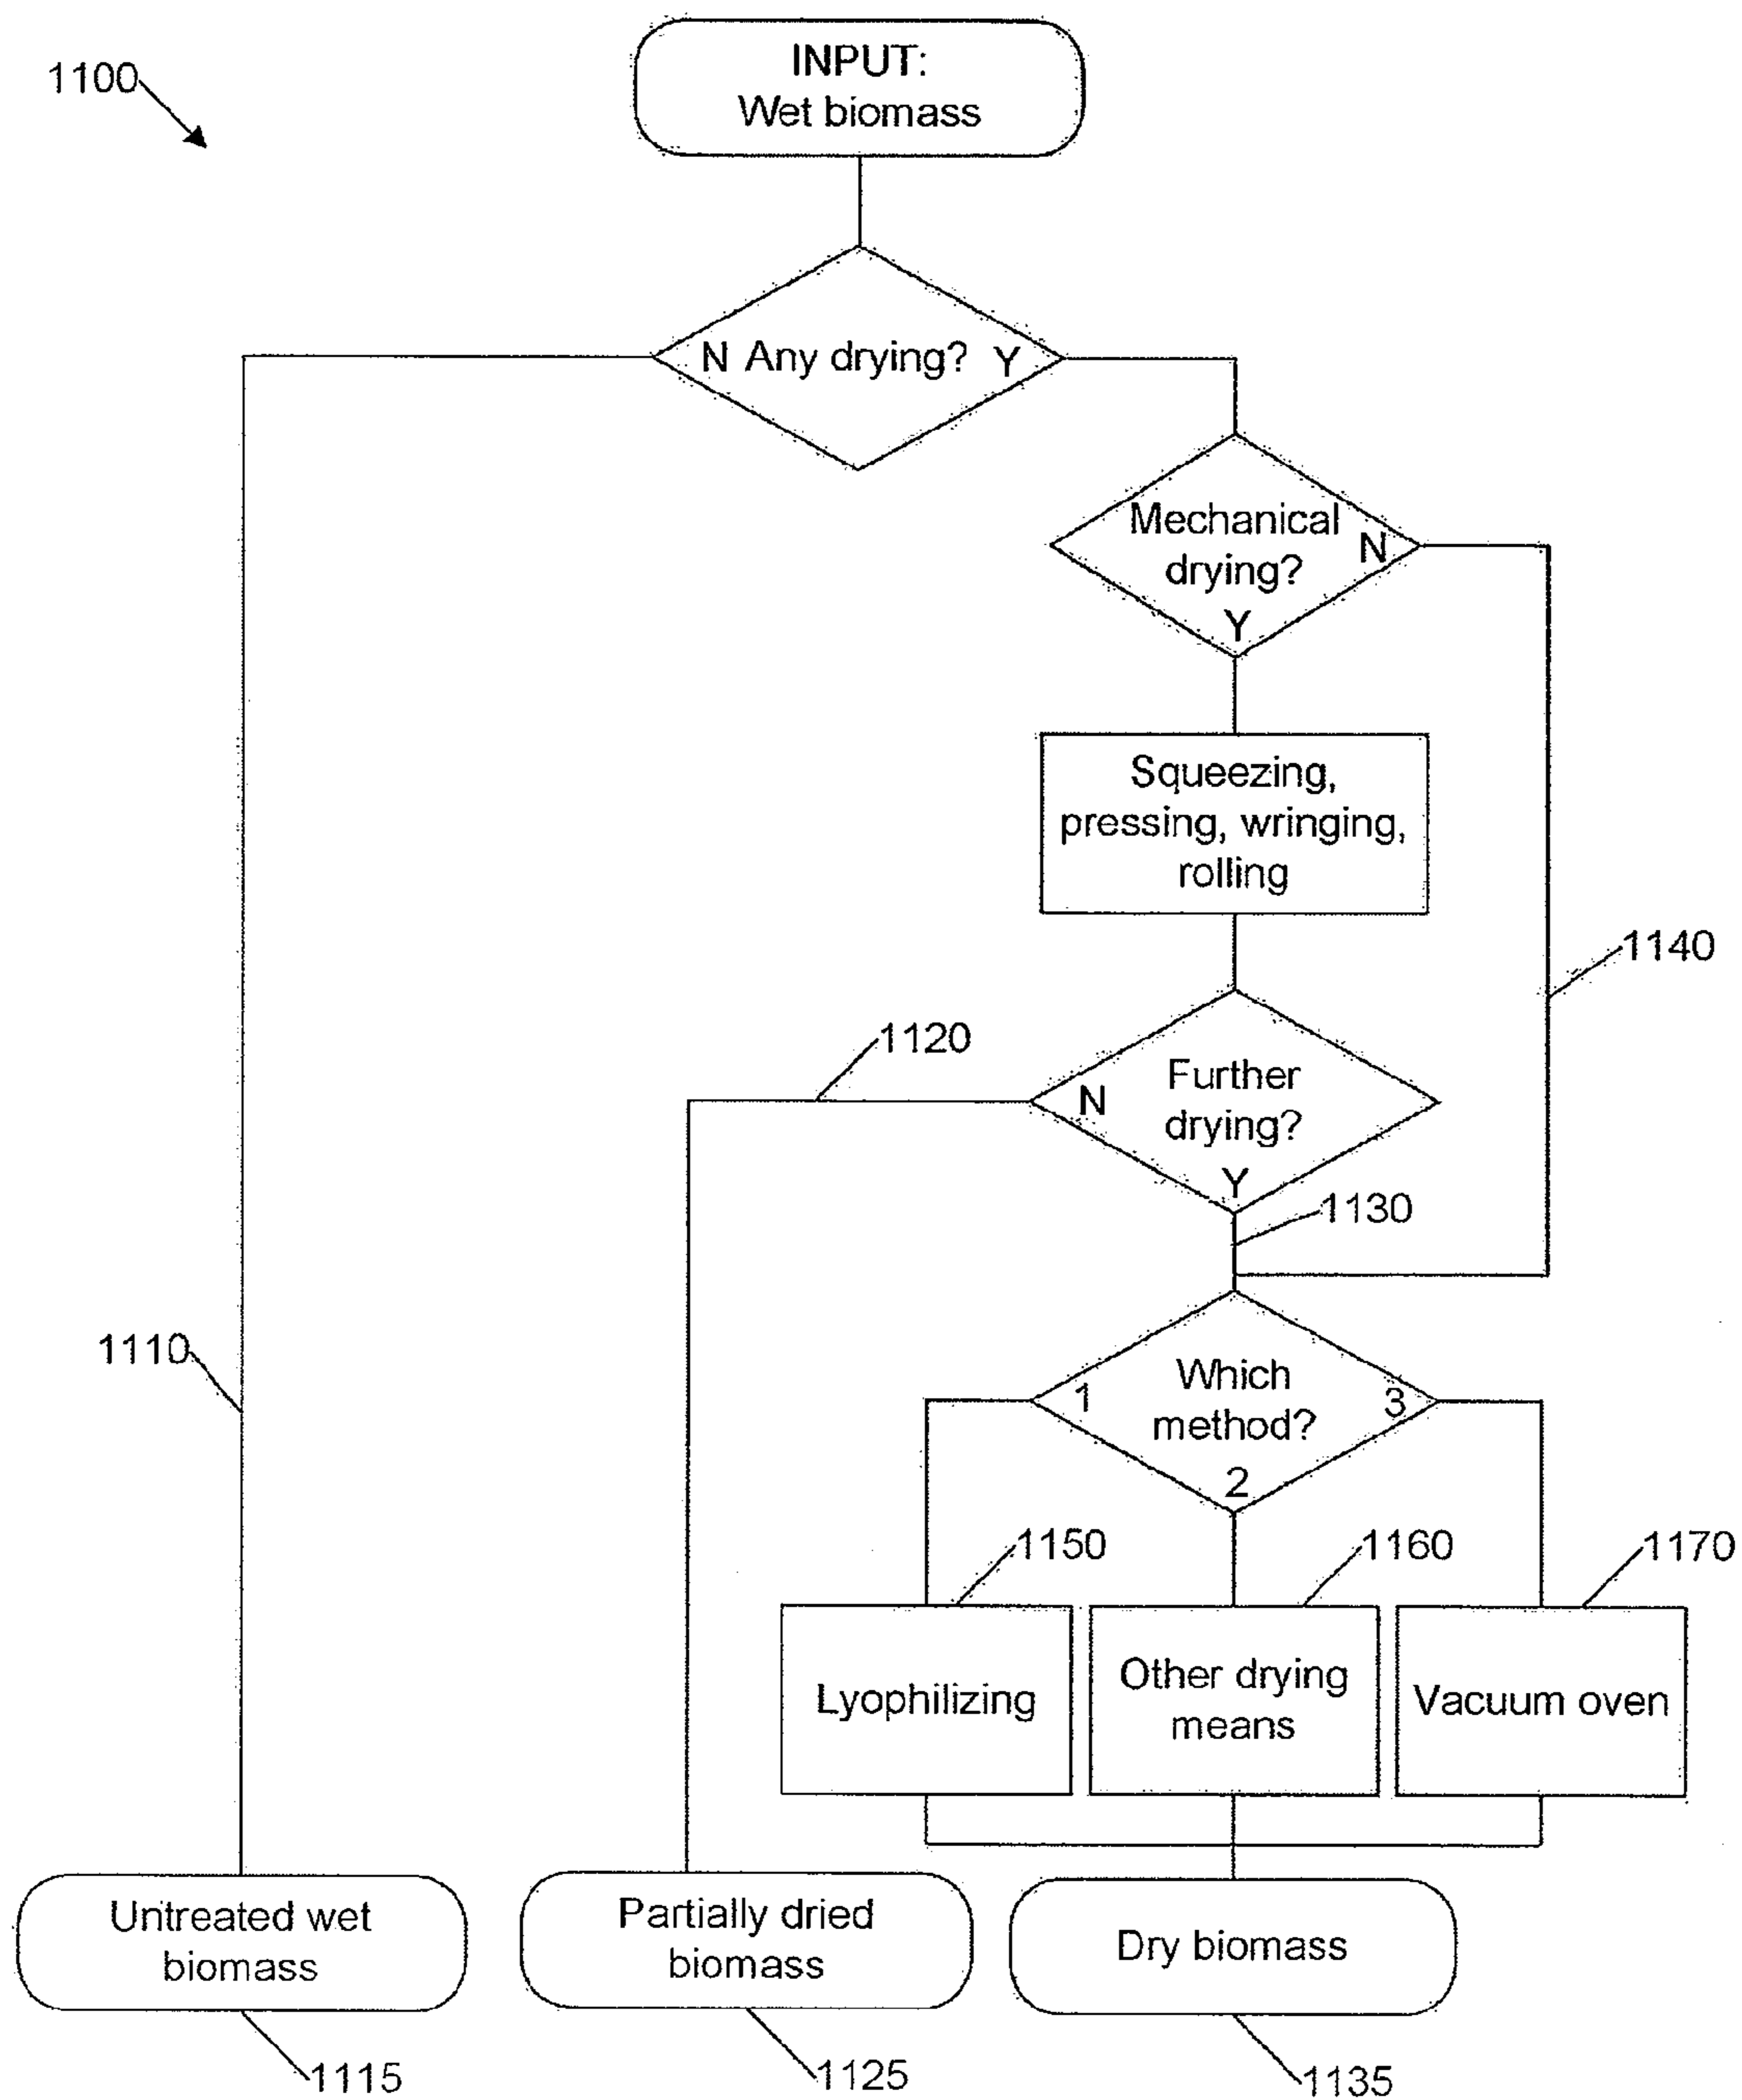 1100
INPUT:
Wet biomass
N Any drying? Y
Mechanical
drying?
N
Y
Squeezing,
pressing, wringing,
rolling
1140
1120
Further
drying?
N
Y
1130
1110
Which
method?
1
3
2
1150
1160
1170
Lyophilizing
Other drying
means
Vacuum oven
Untreated wet
biomass
Partially dried
biomass
Dry biomass
1115
1125
1135